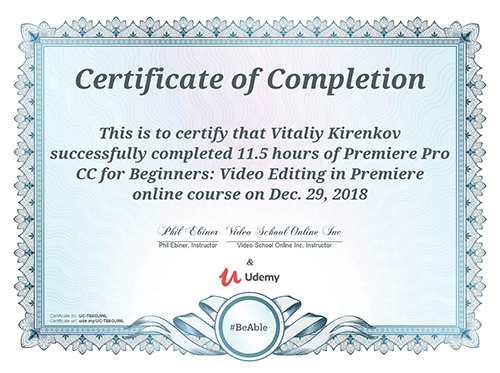 Certificate of Completion
This is to certify that Vitaliy Kirenkov
successfully completed 11.5 hours of Premiere Pro
CC for Beginners: Video Editing in Premiere
online course on Dec. 29, 2018
Phil Ebiner Video School Online Inc
Phil Ebiner, Instructor Video School Online Inc, Instructor
&
Udemy
Certificate no: UC-T66OJ1NL
Certificate url: ude.my/UC-T66OJ1NL
#BeAble